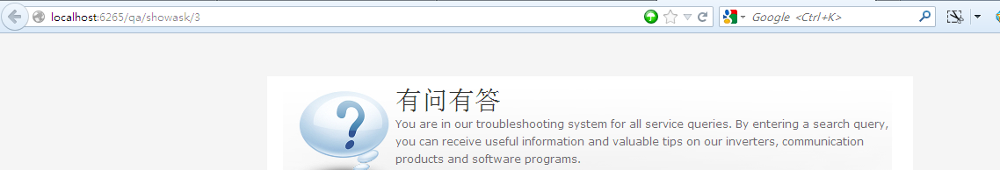 localhost:6265/qa/showask/3
Google <Ctrl+K>
有问有答
You are in our troubleshooting system for all service queries. By entering a search query,
you can receive useful information and valuable tips on our inverters, communication
products and software programs.